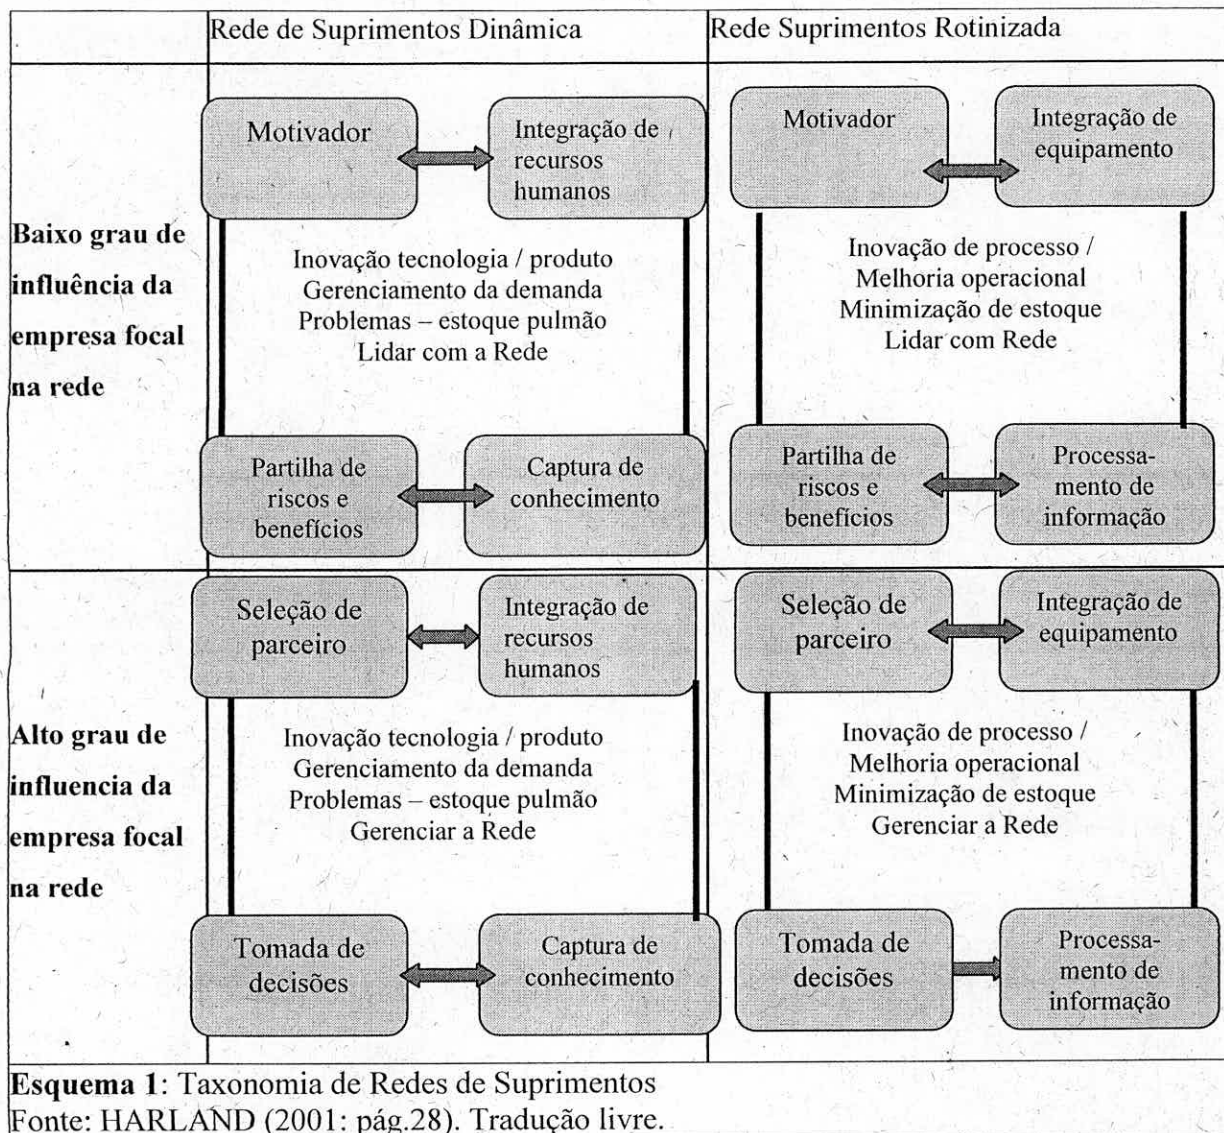 Rede de Suprimentos Dinâmica
Rede Suprimentos Rotinizada
Baixo grau de
influência da
empresa focal
na rede
Motivador
Integração de
recursos
humanos
Inovação tecnologia / produto
Gerenciamento da demanda
Problemas – estoque pulmão
Lidar com a Rede
Partilha de
riscos e
benefícios
Captura de
conhecimento
Motivador
Integração de
equipamento
Inovação de processo /
Melhoria operacional
Minimização de estoque
Lidar com Rede
Partilha de
riscos e
benefícios
Processa-
mento de
informação
Alto grau de
influencia da
empresa focal
na rede
Seleção de
parceiro
Integração de
recursos
humanos
Inovação tecnologia / produto
Gerenciamento da demanda
Problemas – estoque pulmão
Gerenciar a Rede
Tomada de
decisões
Captura de
conhecimento
Seleção de
parceiro
Integração de
equipamento
Inovação de processo /
Melhoria operacional
Minimização de estoque
Gerenciar a Rede
Tomada de
decisões
Processa-
mento de
informação
Esquema 1: Taxonomia de Redes de Suprimentos
Fonte: HARLAND (2001: pág.28). Tradução livre.